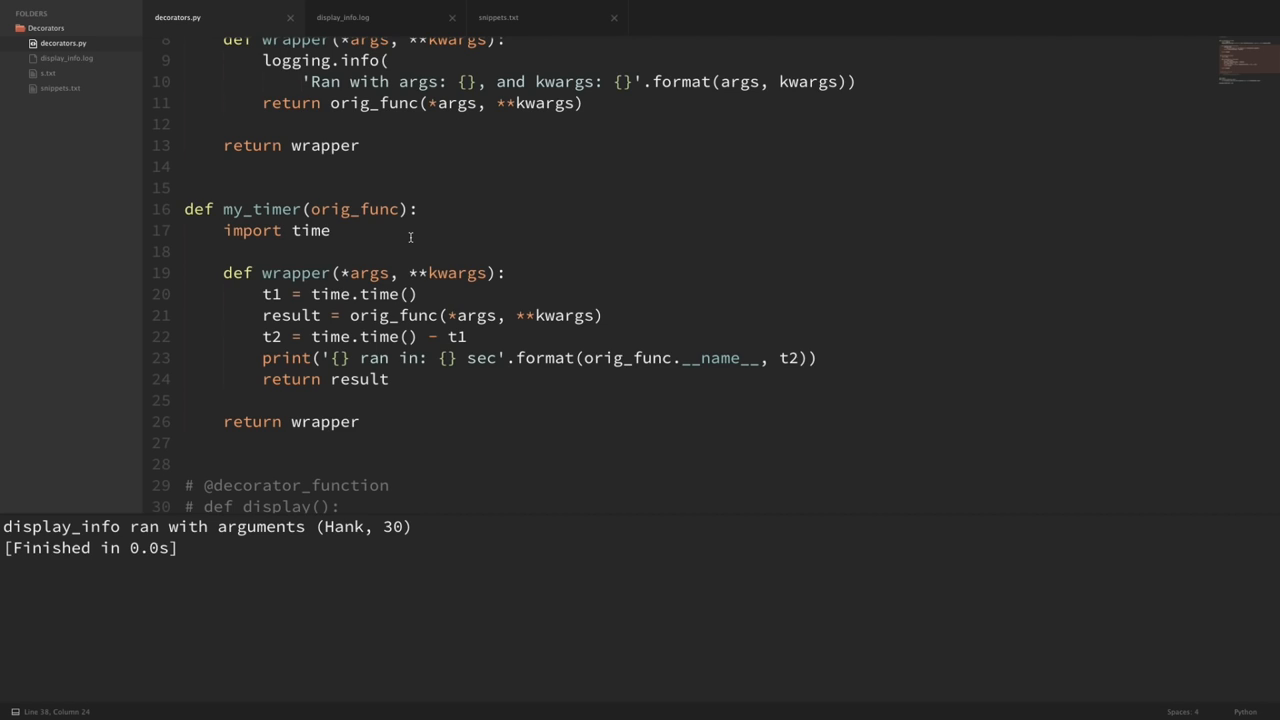 FOLDERS
Decorators
decorators.py
display_info.log
s.txt
snippets.txt
decorators.py
display_info.log
snippets.txt
8 def wrapper(*args, **kwargs):
9 logging.info(
10 'Ran with args: {}, and kwargs: {}'.format(args, kwargs))
11 return orig_func(*args, **kwargs)
12
13 return wrapper
14
15
16 def my_timer(orig_func):
17 import time
18
19 def wrapper(*args, **kwargs):
20 t1 = time.time()
21 result = orig_func(*args, **kwargs)
22 t2 = time.time() - t1
23 print('{} ran in: {} sec'.format(orig_func.__name__, t2))
24 return result
25
26 return wrapper
27
28
29 # @decorator_function
30 # def display():
display_info ran with arguments (Hank, 30)
[Finished in 0.0s]
Line 38, Column 24
Spaces: 4
Python